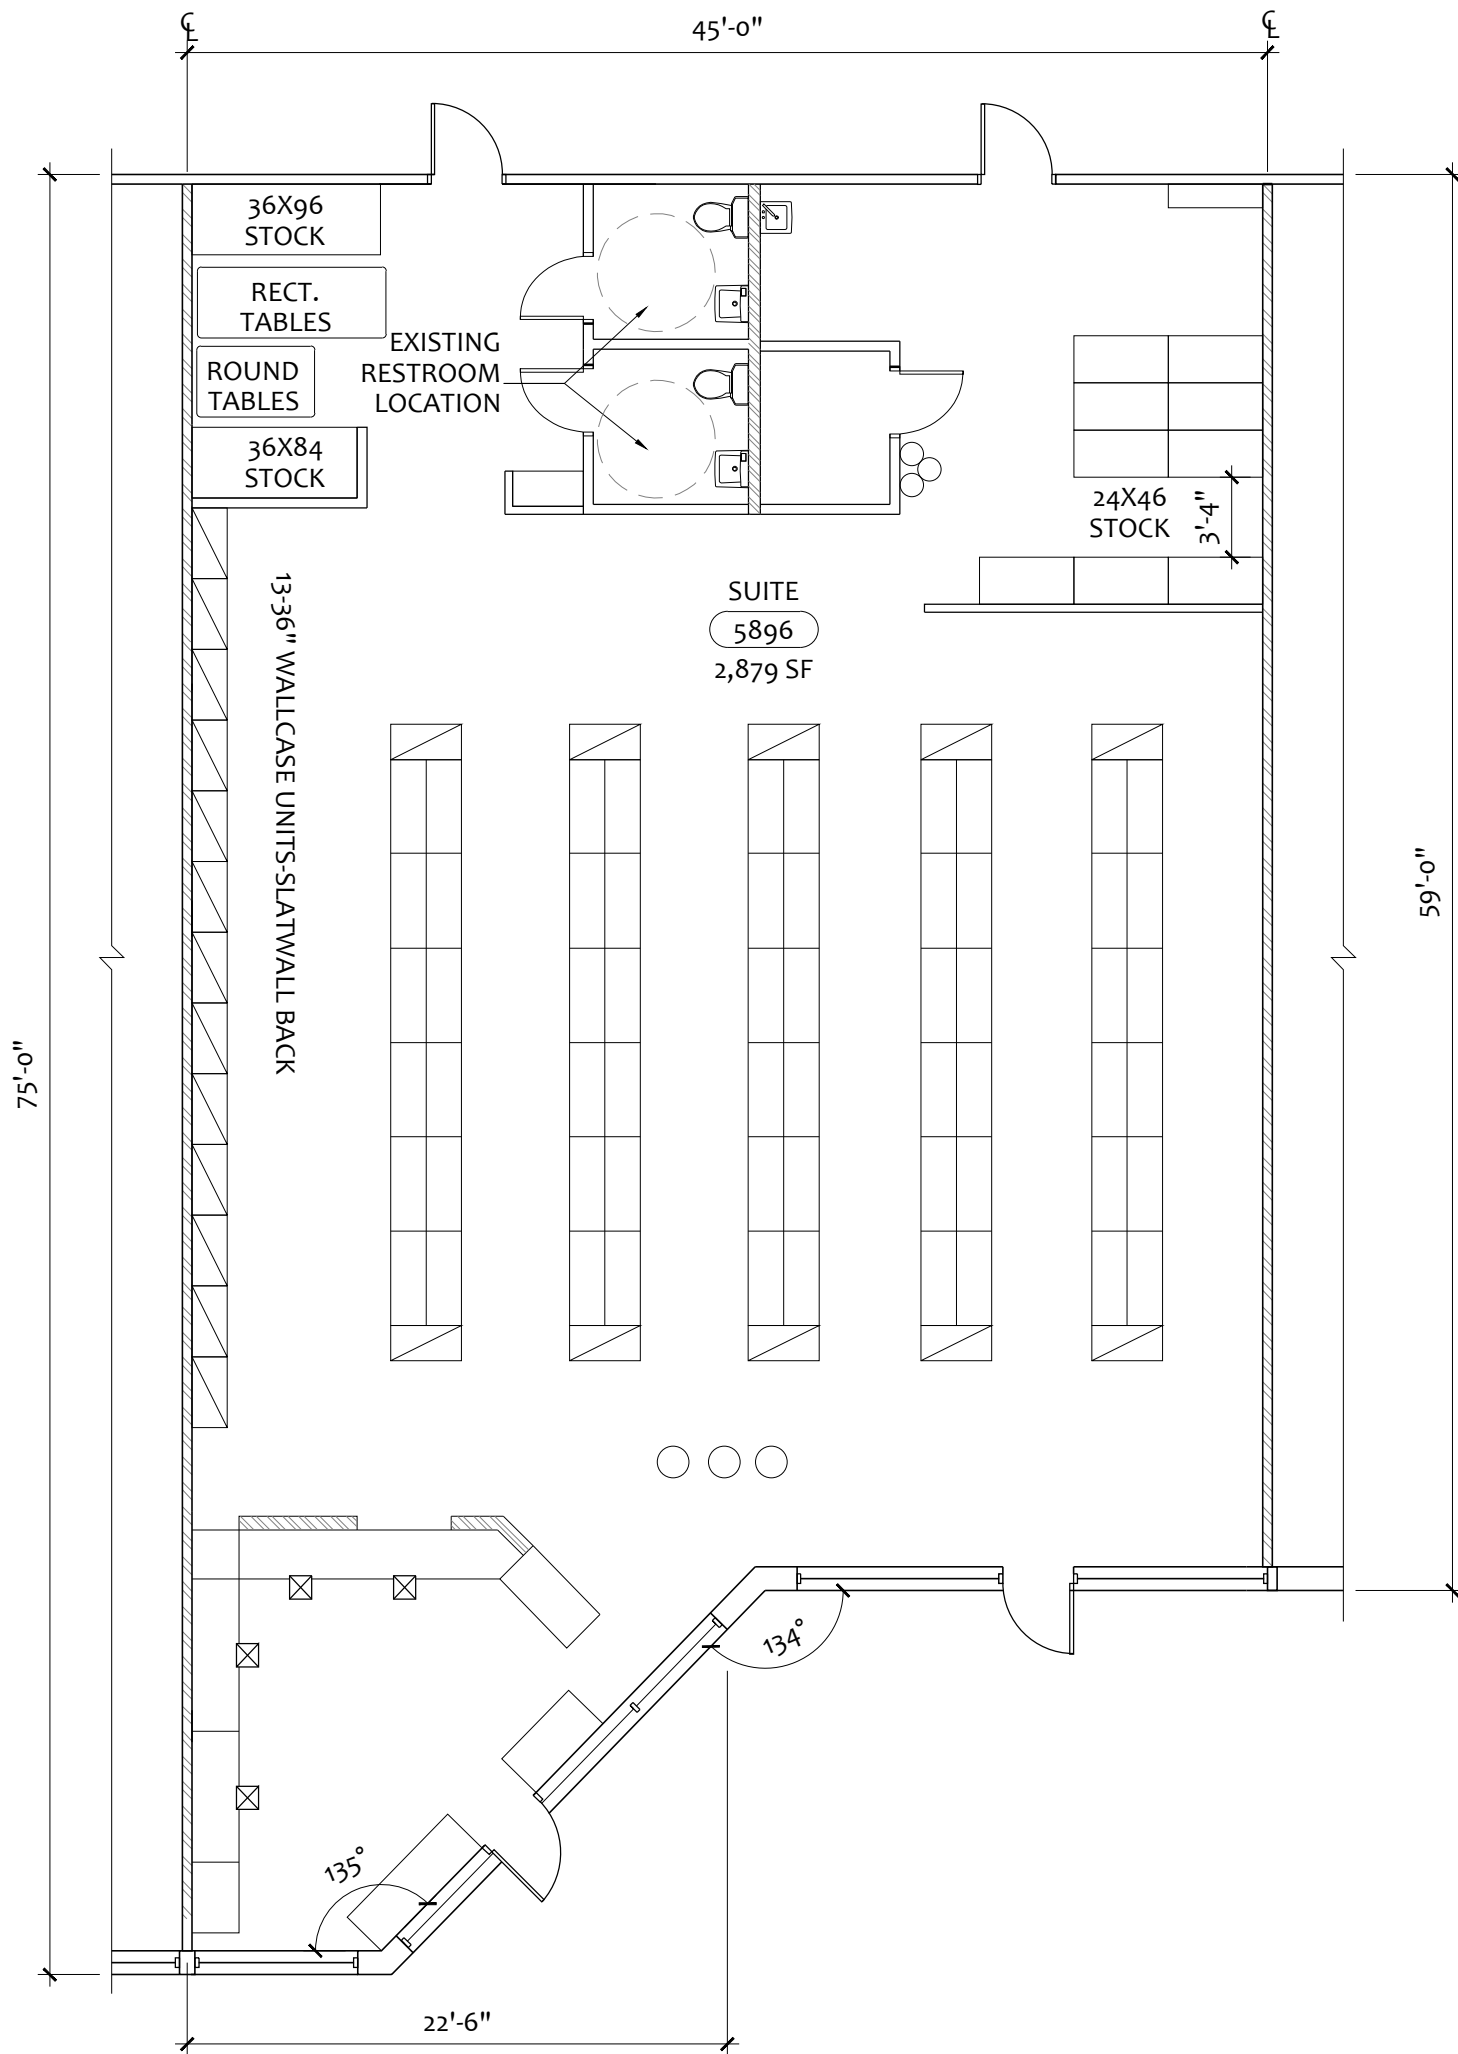 ℄
45'-0"
℄
36X96
STOCK
RECT.
TABLES
ROUND
TABLES
EXISTING
RESTROOM
LOCATION
36X84
STOCK
24X46
STOCK
3'-4"
13-36" WALLCASE UNITS-SLATWALL BACK
SUITE
5896
2,879 SF
59'-0"
75'-0"
134°
135°
22'-6"